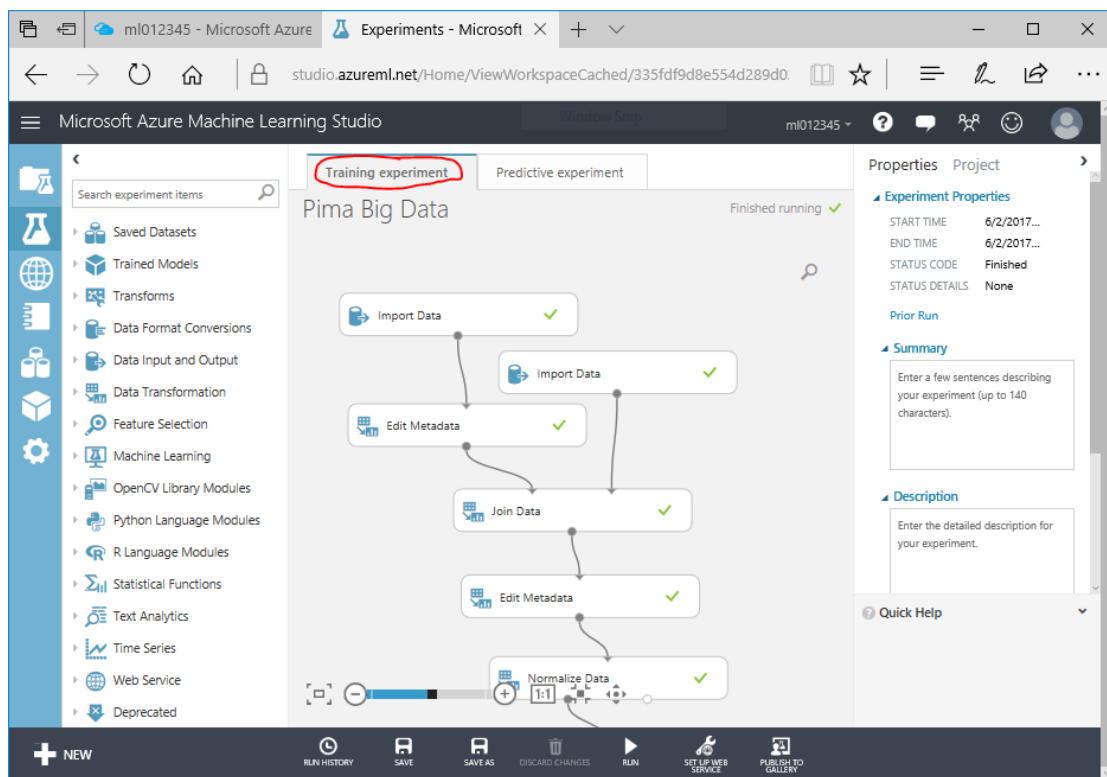 ml012345 - Microsoft Azure
Experiments - Microsoft
studio.azureml.net/Home/ViewWorkspaceCached/335fdf9d8e554d289d0
Microsoft Azure Machine Learning Studio
Window Snip
ml012345
Search experiment items
Saved Datasets
Trained Models
Transforms
Data Format Conversions
Data Input and Output
Data Transformation
Feature Selection
Machine Learning
OpenCV Library Modules
Python Language Modules
R Language Modules
Statistical Functions
Text Analytics
Time Series
Web Service
Deprecated
Training experiment
Predictive experiment
Pima Big Data
Finished running
Import Data
Import Data
Edit Metadata
Join Data
Edit Metadata
Normalize Data
1:1
Properties Project
Experiment Properties
START TIME 6/2/2017...
END TIME 6/2/2017...
STATUS CODE Finished
STATUS DETAILS None
Prior Run
Summary
Enter a few sentences describing
your experiment (up to 140
characters).
Description
Enter the detailed description for
your experiment.
Quick Help
NEW
RUN HISTORY
SAVE
SAVE AS
DISCARD CHANGES
RUN
SET UP WEB
SERVICE
PUBLISH TO
GALLERY